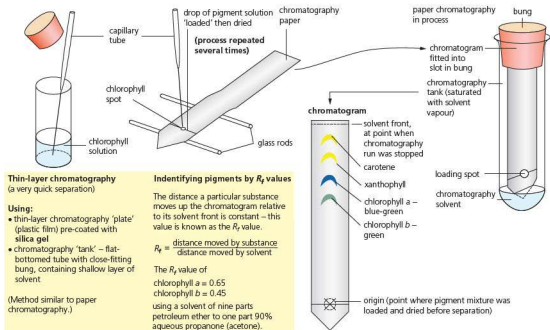 drop of pigment solution
'loaded' then dried
(process repeated
several times)
capillary
tube
chromatography
paper
chlorophyll
spot
chlorophyll
solution
glass rods
paper chromatography
in process
bung
chromatogram
fitted into
slot in bung
chromatography
tank (saturated
with solvent
vapour)
loading spot
chromatography
solvent
chromatogram
solvent front,
at point when
chromatography
run was stopped
carotene
xanthophyll
chlorophyll a –
blue-green
chlorophyll b –
green
origin (point where pigment mixture was
loaded and dried before separation)
Thin-layer chromatography
(a very quick separation)
Using:
• thin-layer chromatography 'plate'
(plastic film) pre-coated with
silica gel
• chromatography 'tank' – flat-
bottomed tube with close-fitting
bung, containing shallow layer of
solvent
(Method similar to paper
chromatography.)
Indentifying pigments by Rf values
The distance a particular substance
moves up the chromatogram relative
to its solvent front is constant – this
value is known as the Rf value.
Rf = distance moved by substance
distance moved by solvent
The Rf value of
chlorophyll a = 0.65
chlorophyll b = 0.45
using a solvent of nine parts
petroleum ether to one part 90%
aqueous propanone (acetone).